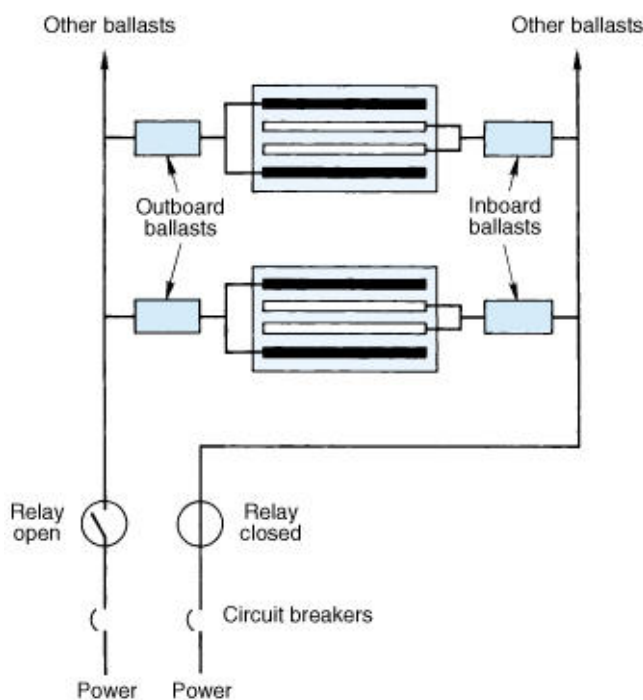 Other ballasts
Other ballasts
Outboard
ballasts
Inboard
ballasts
Relay
open
Relay
closed
Circuit breakers
Power
Power